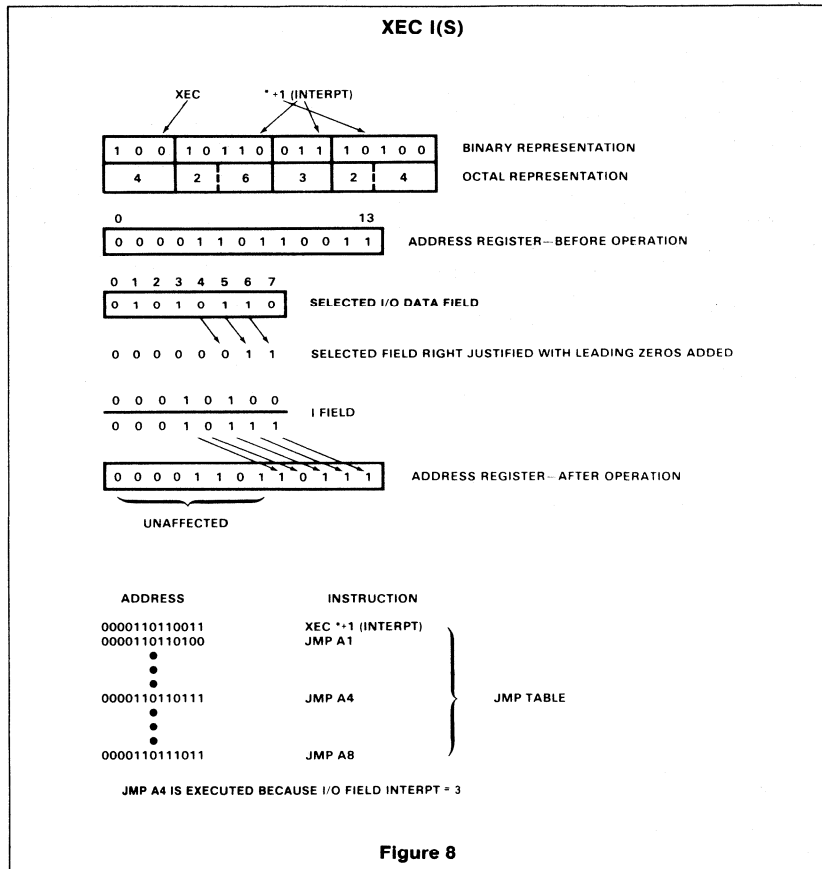 XEC I(S)
XEC *+1 (INTERPT)
1 0 0 1 0 1 1 0 0 1 1 1 0 1 0 0 BINARY REPRESENTATION
4 2 6 3 2 4 OCTAL REPRESENTATION
0 13
0 0 0 0 1 1 0 1 1 0 0 1 1 ADDRESS REGISTER—BEFORE OPERATION
0 1 2 3 4 5 6 7
0 1 0 1 0 1 1 0 SELECTED I/O DATA FIELD
0 0 0 0 0 0 1 1 SELECTED FIELD RIGHT JUSTIFIED WITH LEADING ZEROS ADDED
0 0 0 1 0 1 0 0
I FIELD
0 0 0 1 0 1 1 1
0 0 0 0 1 1 0 1 1 0 1 1 1 ADDRESS REGISTER—AFTER OPERATION
UNAFFECTED
ADDRESS INSTRUCTION
0000110110011 XEC *+1 (INTERPT)
0000110110100 JMP A1
0000110110111 JMP A4 JMP TABLE
0000110111011 JMP A8
JMP A4 IS EXECUTED BECAUSE I/O FIELD INTERPT = 3
Figure 8